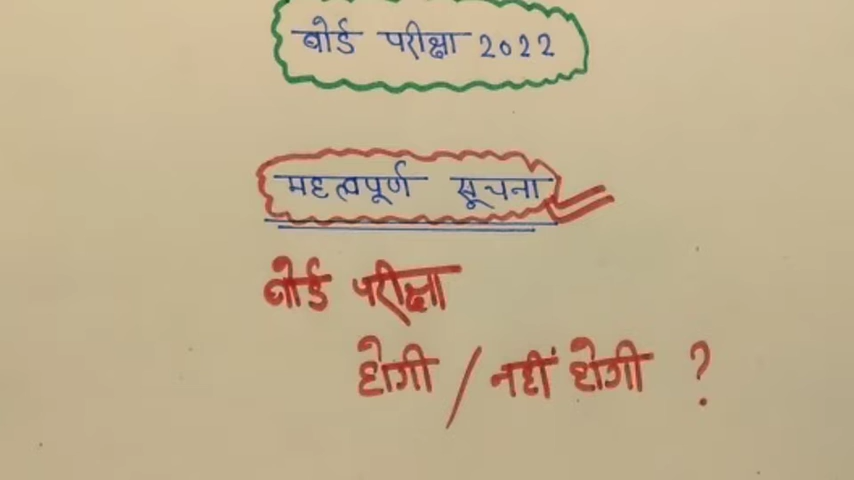 बोर्ड परीक्षा 2022
महत्वपूर्ण सूचना
बोर्ड परीक्षा
होगी / नहीं होगी ?